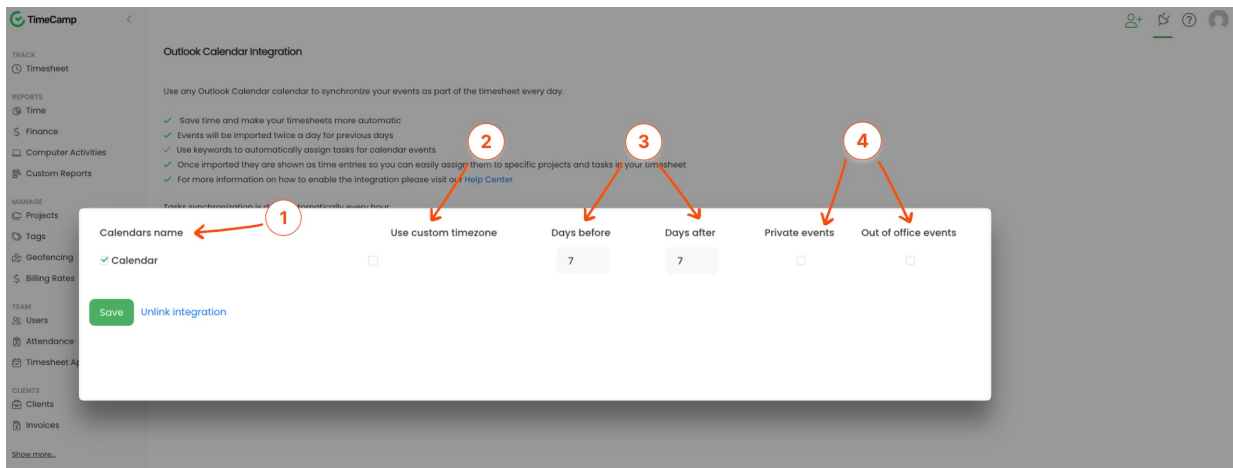 TimeCamp
TRACK
Timesheet
REPORTS
Time
Finance
Computer Activities
Custom Reports
MANAGE
Projects
Tags
Geofencing
Billing Rates
TEAM
Users
Attendance
Timesheet
CLIENTS
Clients
Invoices
Show more...
Outlook Calendar Integration
Use any Outlook Calendar calendar to synchronize your events as part of the timesheet every day.
Save time and make your timesheets more automatic
Events will be imported twice a day for previous days
Use keywords to automatically assign tasks for calendar events
Once imported they are shown as time entries so you can easily assign them to specific projects and tasks in your timesheet
For more information on how to enable the integration please visit our Help Center
Tasks synchronization is automatically every hour
1
2
3
4
Calendars name Use custom timezone Days before Days after Private events Out of office events
Calendar 7 7
Save Unlink integration